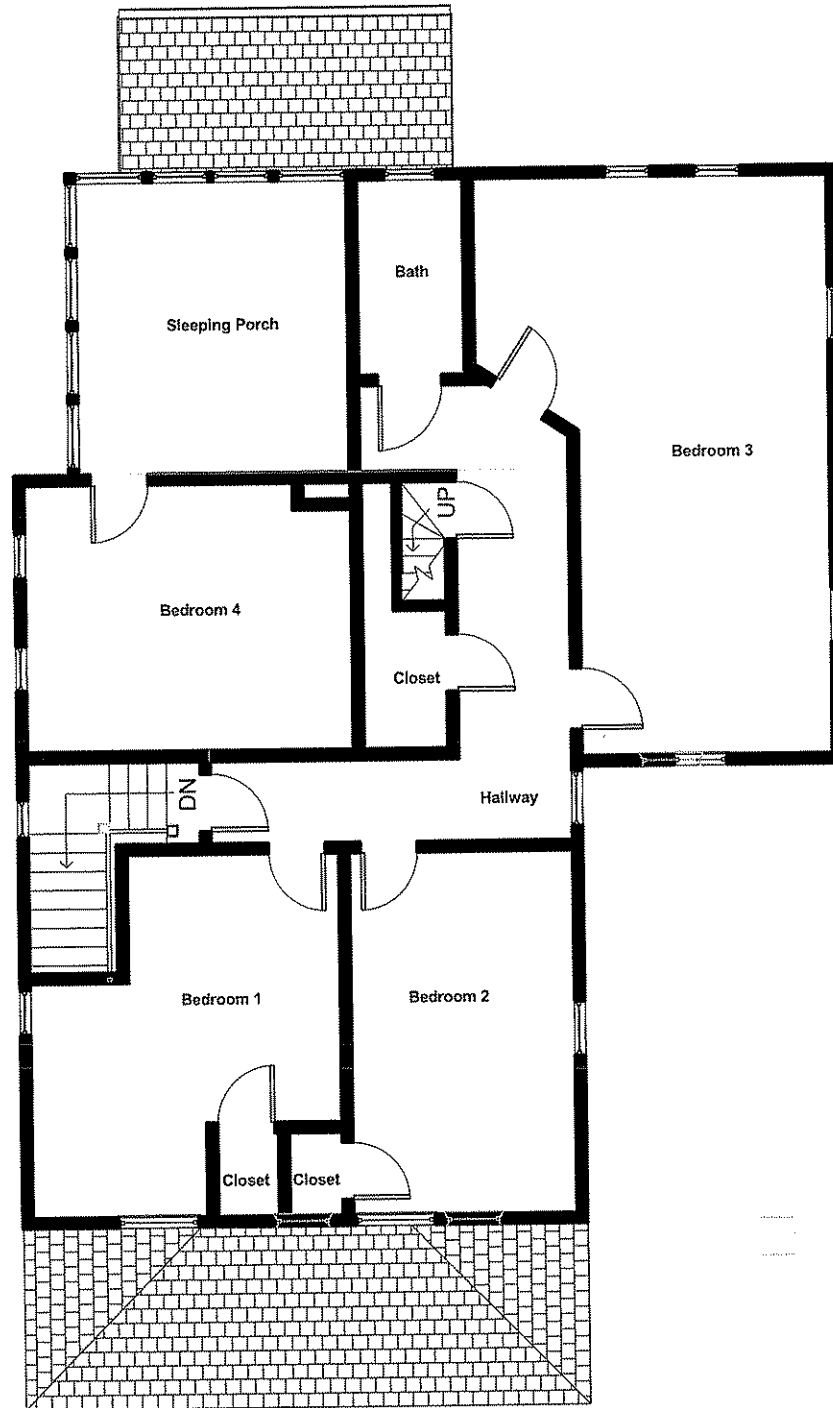 Bath
Sleeping Porch
Bedroom 3
UP
Bedroom 4
Closet
DN
Hallway
Bedroom 1
Bedroom 2
Closet
Closet